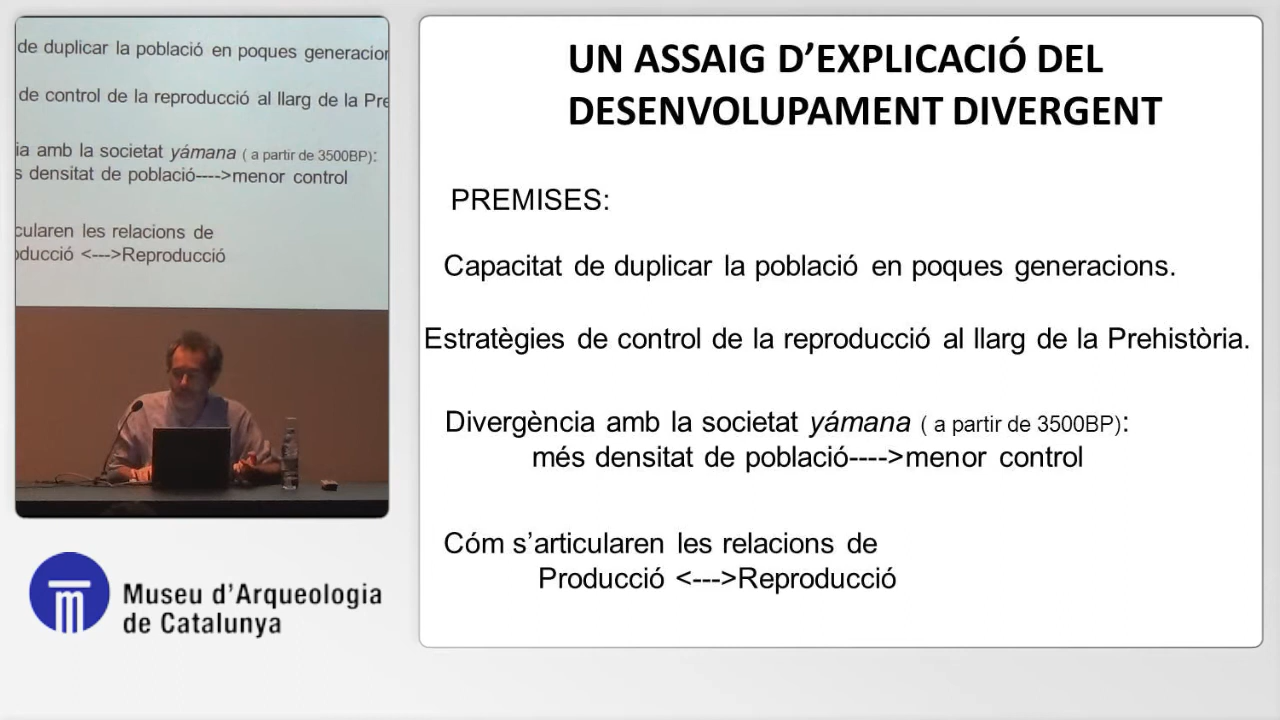 de duplicar la població en poques generacion
de control de la reproducció al llarg de la Pre
ia amb la societat yámana ( a partir de 3500BP):
s densitat de població---->menor control
cularen les relacions de
oducció <--->Reproducció
Museu d'Arqueologia
de Catalunya
UN ASSAIG D'EXPLICACIÓ DEL
DESENVOLUPAMENT DIVERGENT
PREMISES:
Capacitat de duplicar la població en poques generacions.
Estratègies de control de la reproducció al llarg de la Prehistòria.
Divergència amb la societat yámana ( a partir de 3500BP):
més densitat de població---->menor control
Cóm s'articularen les relacions de
Producció <--->Reproducció